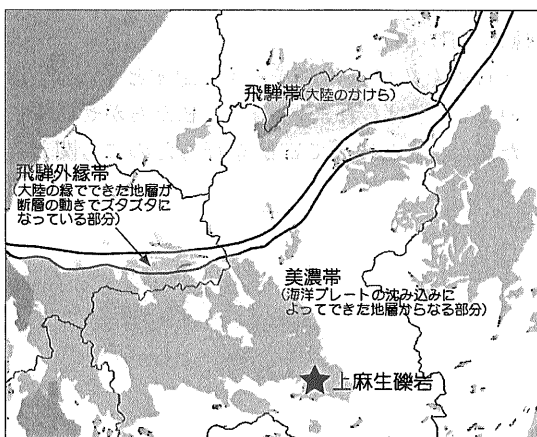 飛騨帯(大陸のかけら)
飛騨外縁帯
(大陸の縁でできた地層が
断層の動きでズタズタに
なっている部分)
美濃帯
(海洋プレートの沈み込みに
よってできた地層からなる部分)
上麻生礫岩